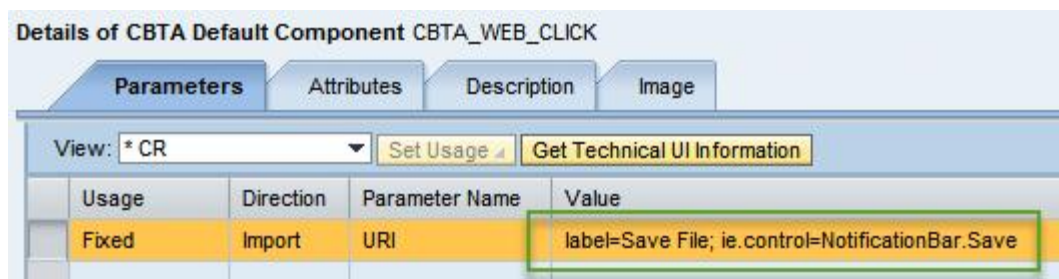 Details of CBTA Default Component CBTA_WEB_CLICK
Parameters Attributes Description Image
View: * CR Set Usage Get Technical UI Information
Usage Direction Parameter Name Value
Fixed Import URI label=Save File; ie.control=NotificationBar.Save